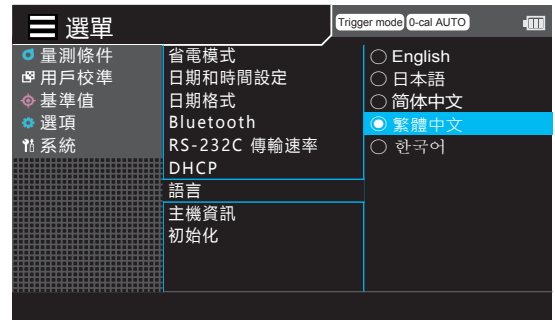 選單
Trigger mode 0-cal AUTO
量測條件
用戶校準
基準值
選項
系統
省電模式
日期和時間設定
日期格式
Bluetooth
RS-232C 傳輸速率
DHCP
語言
主機資訊
初始化
English
日本語
简体中文
繁體中文
한국어